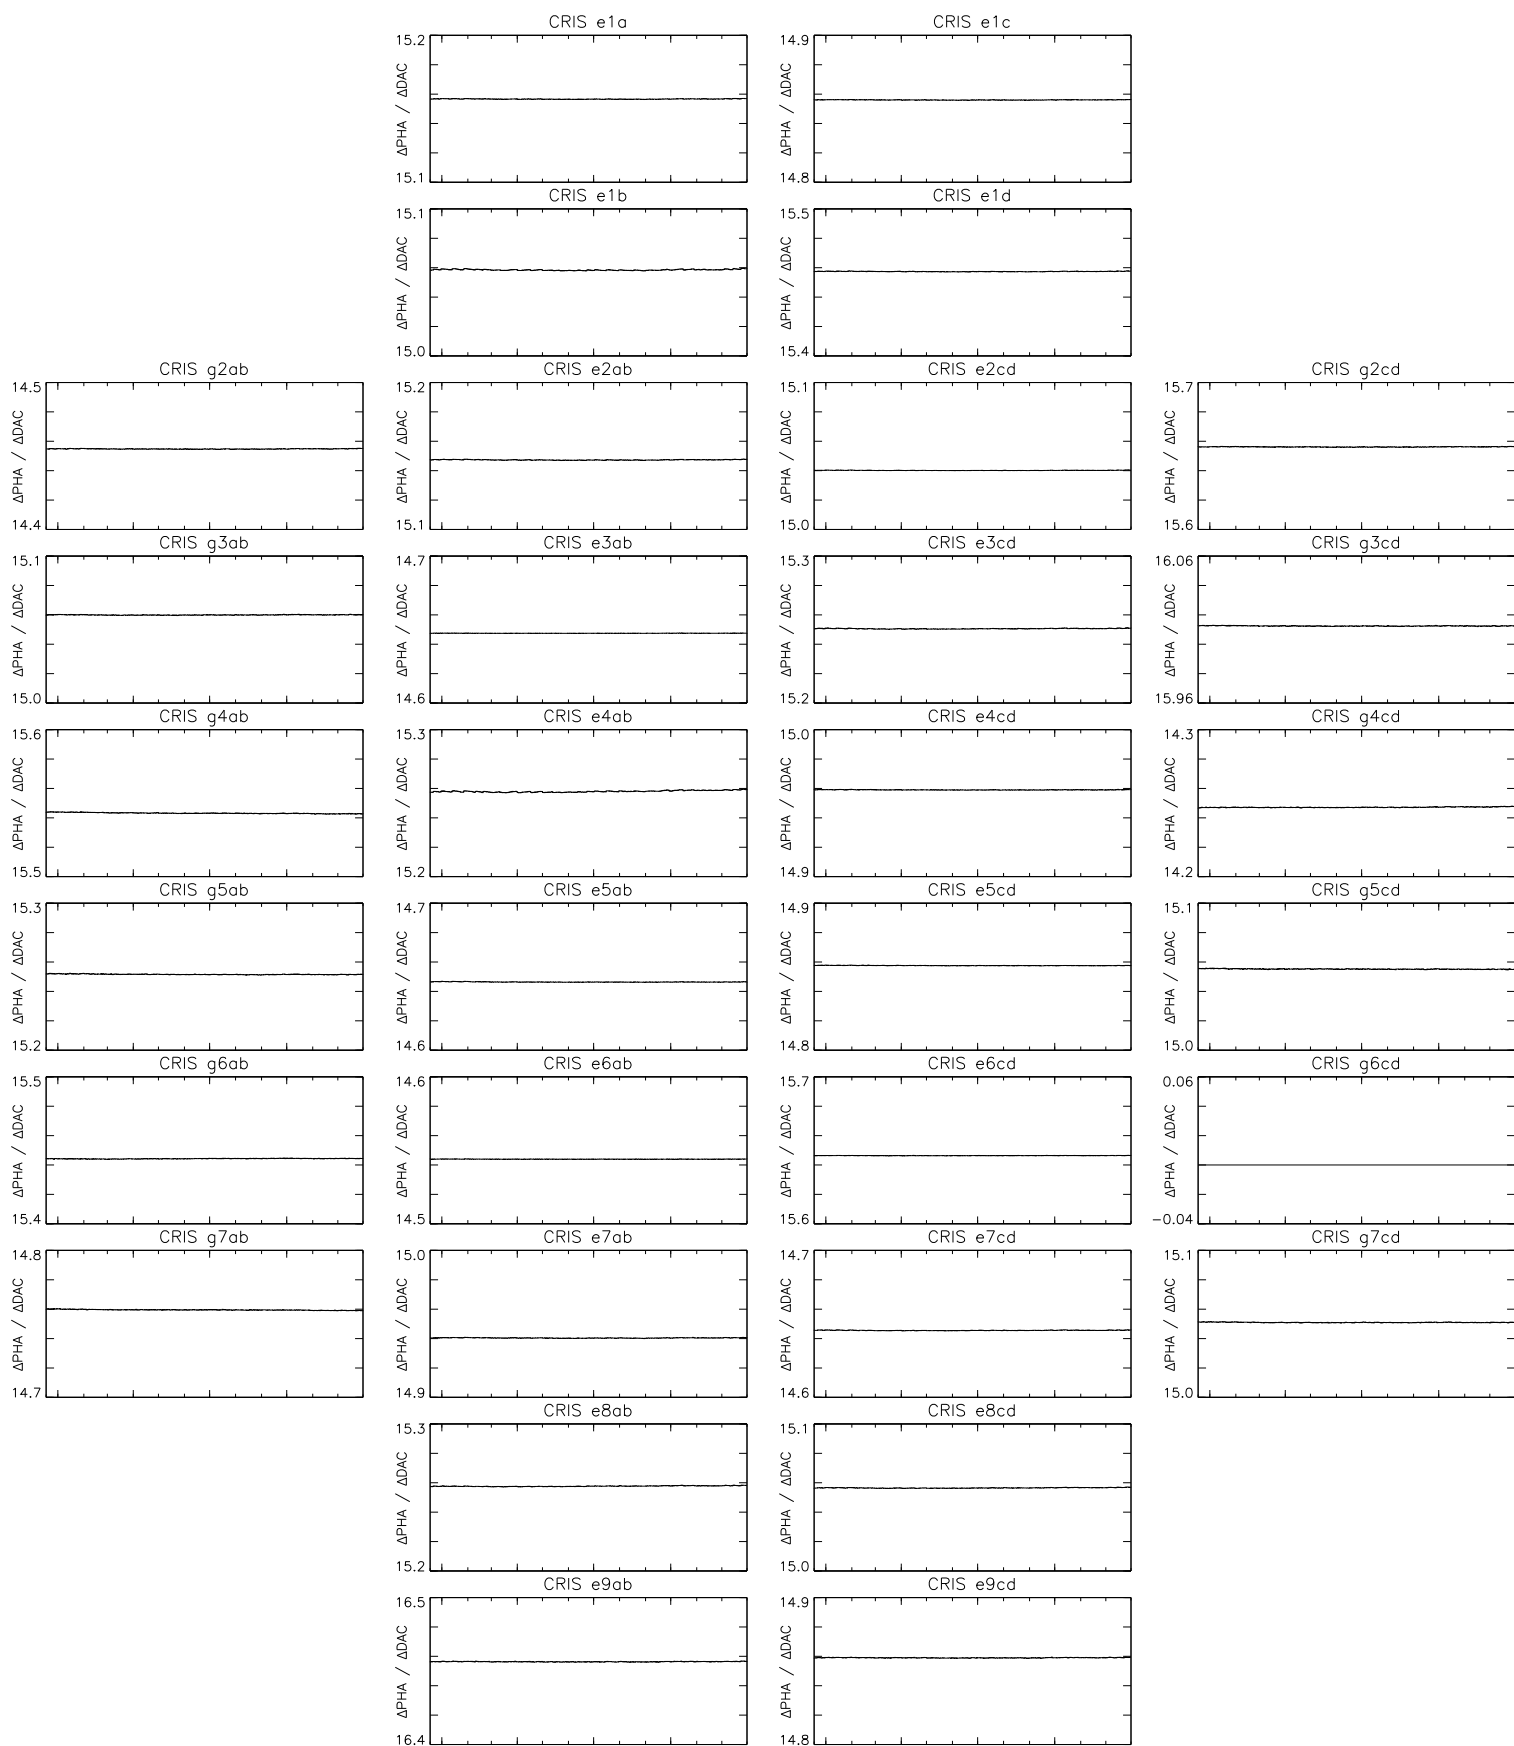 CRIS e1a
15.2
ΔPHA / ΔDAC
15.1
CRIS e1c
14.9
ΔPHA / ΔDAC
14.8
CRIS e1b
15.1
ΔPHA / ΔDAC
15.0
CRIS e1d
15.5
ΔPHA / ΔDAC
15.4
CRIS g2ab
14.5
ΔPHA / ΔDAC
14.4
CRIS e2ab
15.2
ΔPHA / ΔDAC
15.1
CRIS e2cd
15.1
ΔPHA / ΔDAC
15.0
CRIS g2cd
15.7
ΔPHA / ΔDAC
15.6
CRIS g3ab
15.1
ΔPHA / ΔDAC
15.0
CRIS e3ab
14.7
ΔPHA / ΔDAC
14.6
CRIS e3cd
15.3
ΔPHA / ΔDAC
15.2
CRIS g3cd
16.06
ΔPHA / ΔDAC
15.96
CRIS g4ab
15.6
ΔPHA / ΔDAC
15.5
CRIS e4ab
15.3
ΔPHA / ΔDAC
15.2
CRIS e4cd
15.0
ΔPHA / ΔDAC
14.9
CRIS g4cd
14.3
ΔPHA / ΔDAC
14.2
CRIS g5ab
15.3
ΔPHA / ΔDAC
15.2
CRIS e5ab
14.7
ΔPHA / ΔDAC
14.6
CRIS e5cd
14.9
ΔPHA / ΔDAC
14.8
CRIS g5cd
15.1
ΔPHA / ΔDAC
15.0
CRIS g6ab
15.5
ΔPHA / ΔDAC
15.4
CRIS e6ab
14.6
ΔPHA / ΔDAC
14.5
CRIS e6cd
15.7
ΔPHA / ΔDAC
15.6
CRIS g6cd
0.06
ΔPHA / ΔDAC
−0.04
CRIS g7ab
14.8
ΔPHA / ΔDAC
14.7
CRIS e7ab
15.0
ΔPHA / ΔDAC
14.9
CRIS e7cd
14.7
ΔPHA / ΔDAC
14.6
CRIS g7cd
15.1
ΔPHA / ΔDAC
15.0
CRIS e8ab
15.3
ΔPHA / ΔDAC
15.2
CRIS e8cd
15.1
ΔPHA / ΔDAC
15.0
CRIS e9ab
16.5
ΔPHA / ΔDAC
16.4
CRIS e9cd
14.9
ΔPHA / ΔDAC
14.8